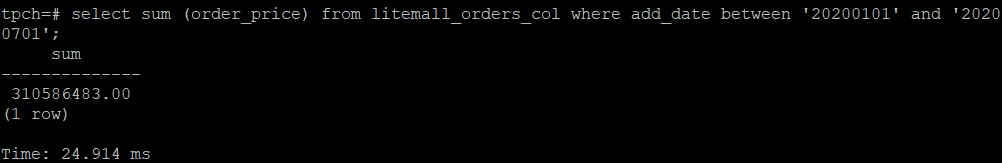 tpch=# select sum (order_price) from litemall_orders_col where add_date between '20200101' and '2020
0701';
     sum
--------------
 310586483.00
(1 row)

Time: 24.914 ms